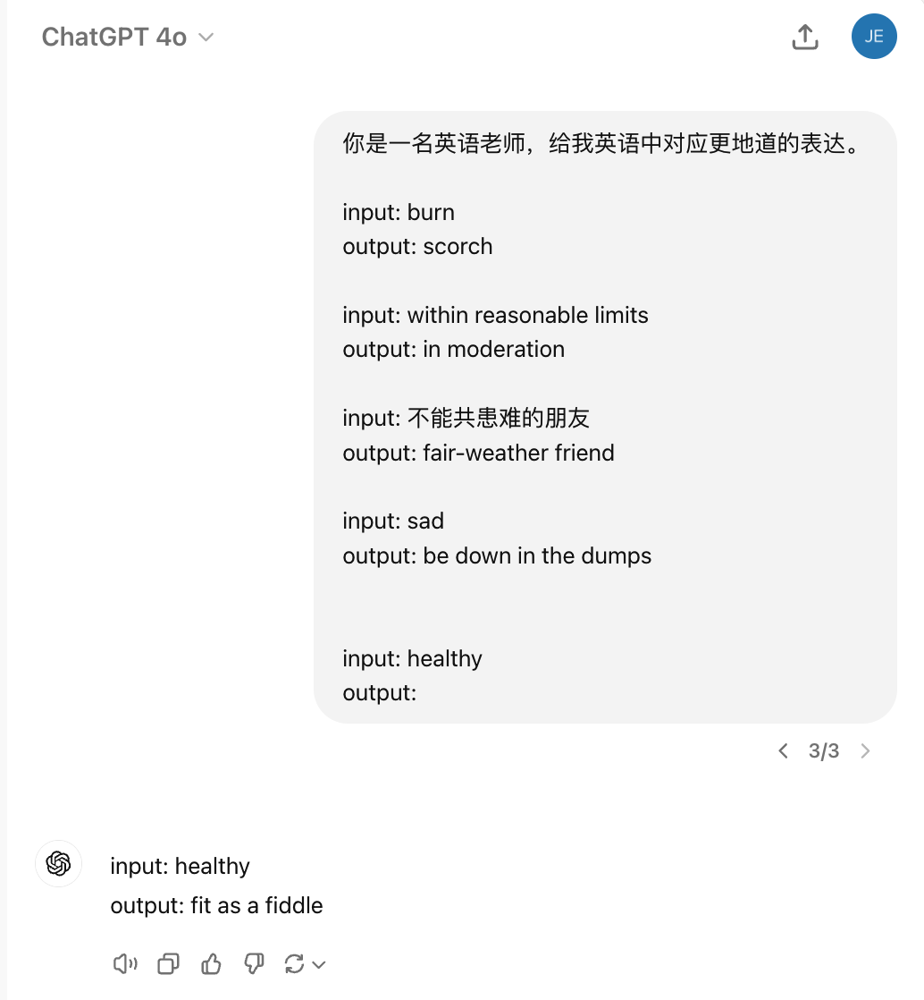 ChatGPT 4o
JE
你是一名英语老师，给我英语中对应更地道的表达。
input: burn
output: scorch
input: within reasonable limits
output: in moderation
input: 不能共患难的朋友
output: fair-weather friend
input: sad
output: be down in the dumps
input: healthy
output:
3/3
input: healthy
output: fit as a fiddle